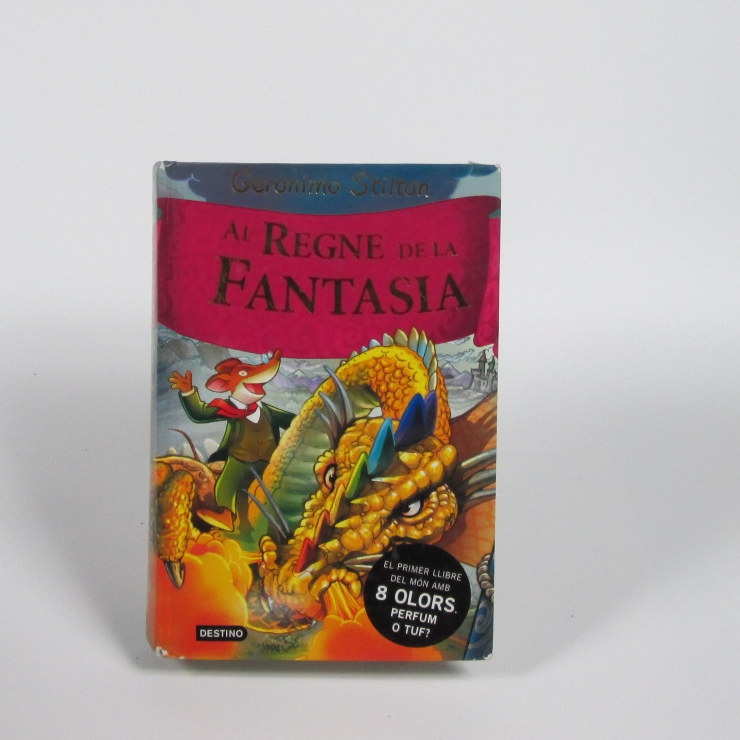 Geronimo Stilton
AL REGNE DE LA
FANTASIA
EL PRIMER LLIBRE
DEL MÓN AMB
8 OLORS.
PERFUM
O TUF?
DESTINO